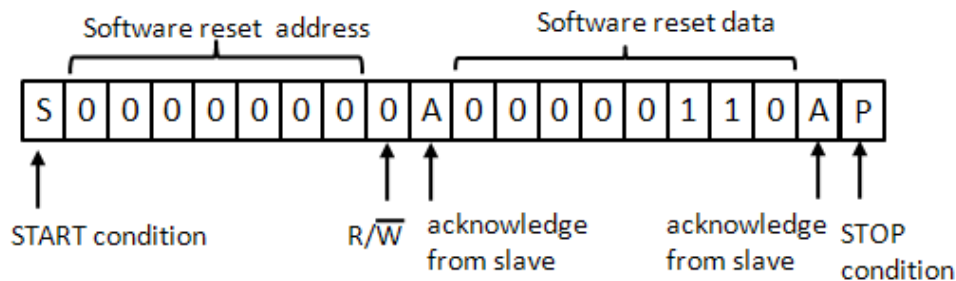 Software reset address
Software reset data
S 0 0 0 0 0 0 0 0 A 0 0 0 0 0 1 1 0 A P
START condition
R/W̅
acknowledge
from slave
acknowledge
from slave
STOP
condition